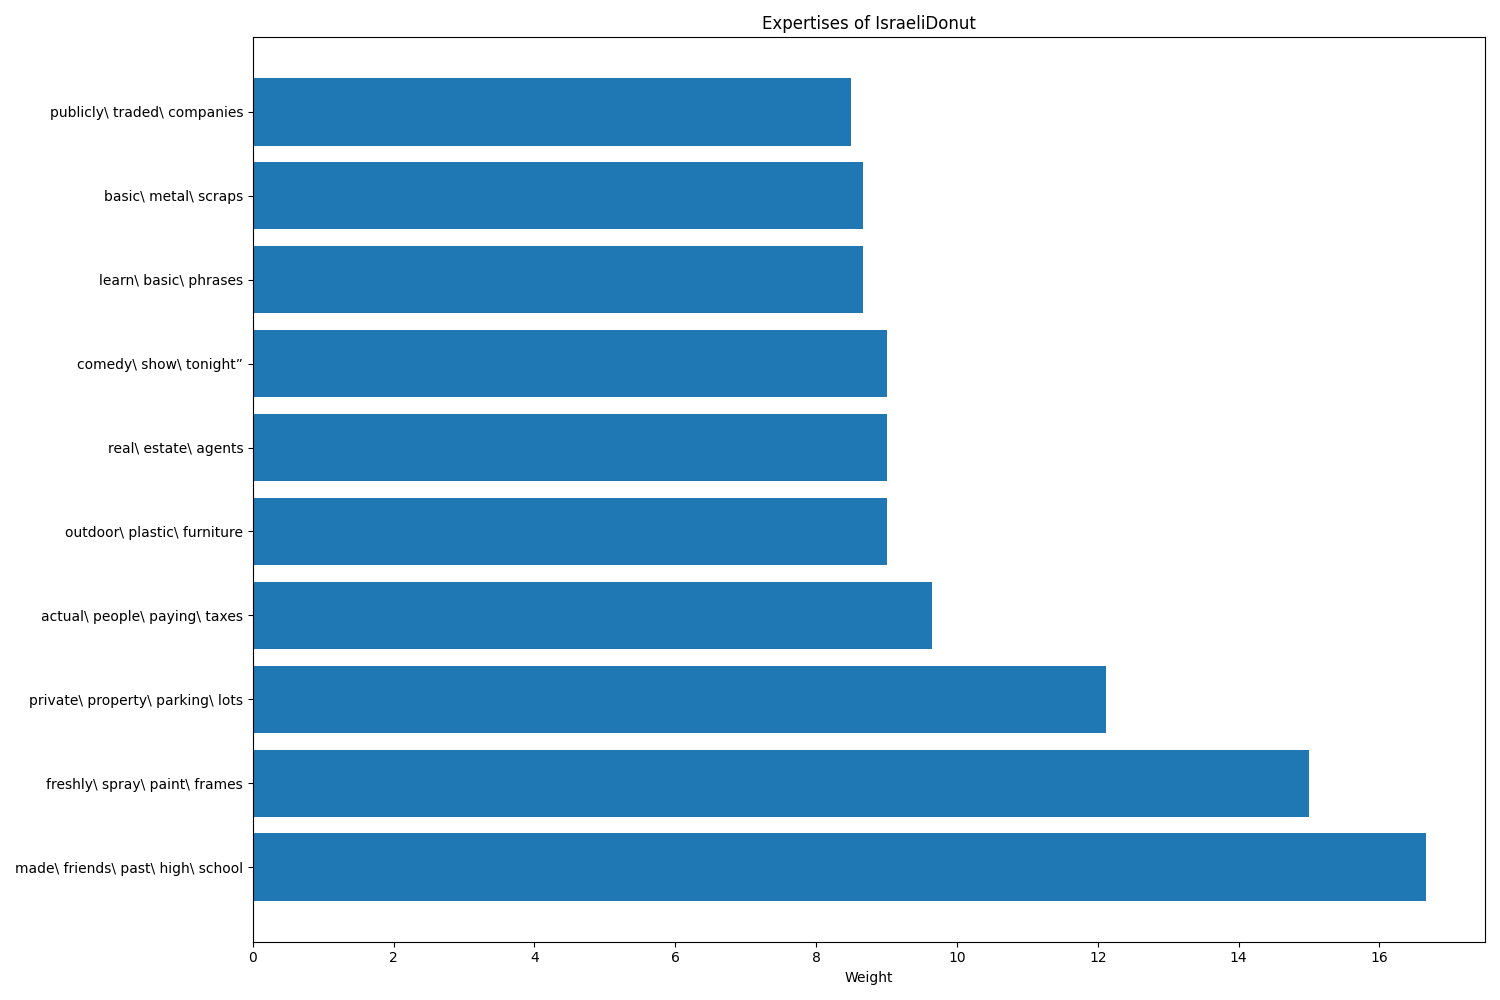 Expertises of IsraeliDonut
publicly\ traded\ companies
basic\ metal\ scraps
learn\ basic\ phrases
comedy\ show\ tonight”
real\ estate\ agents
outdoor\ plastic\ furniture
actual\ people\ paying\ taxes
private\ property\ parking\ lots
freshly\ spray\ paint\ frames
made\ friends\ past\ high\ school
0 2 4 6 8 10 12 14 16
Weight